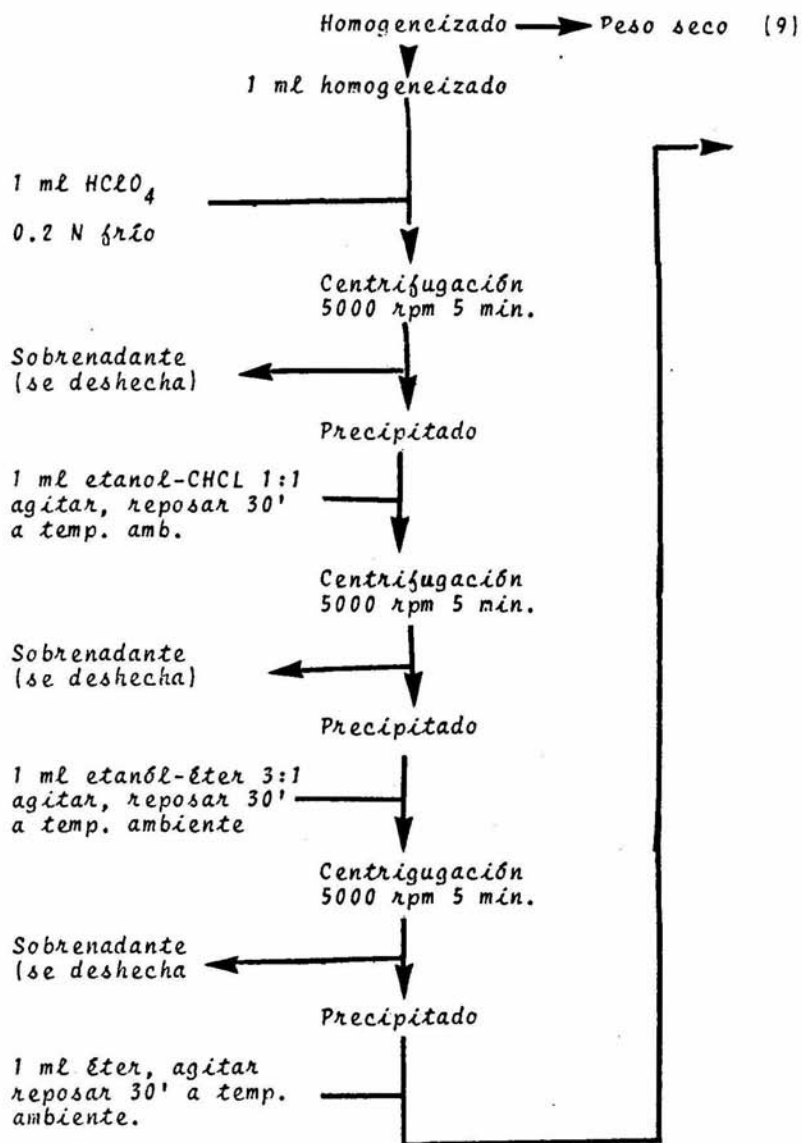 Homogeneizado Peso seco (9)
1 ml homogeneizado
1 ml HClO4
0.2 N frío
Centrifugación
5000 rpm 5 min.
Sobrenadante
(se deshecha)
Precipitado
1 ml etanol-CHCL 1:1
agitar, reposar 30'
a temp. amb.
Centrifugación
5000 rpm 5 min.
Sobrenadante
(se deshecha)
Precipitado
1 ml etanól-éter 3:1
agitar, reposar 30'
a temp. ambiente
Centrigugación
5000 rpm 5 min.
Sobrenadante
(se deshecha
Precipitado
1 ml éter, agitar
reposar 30' a temp.
ambiente.